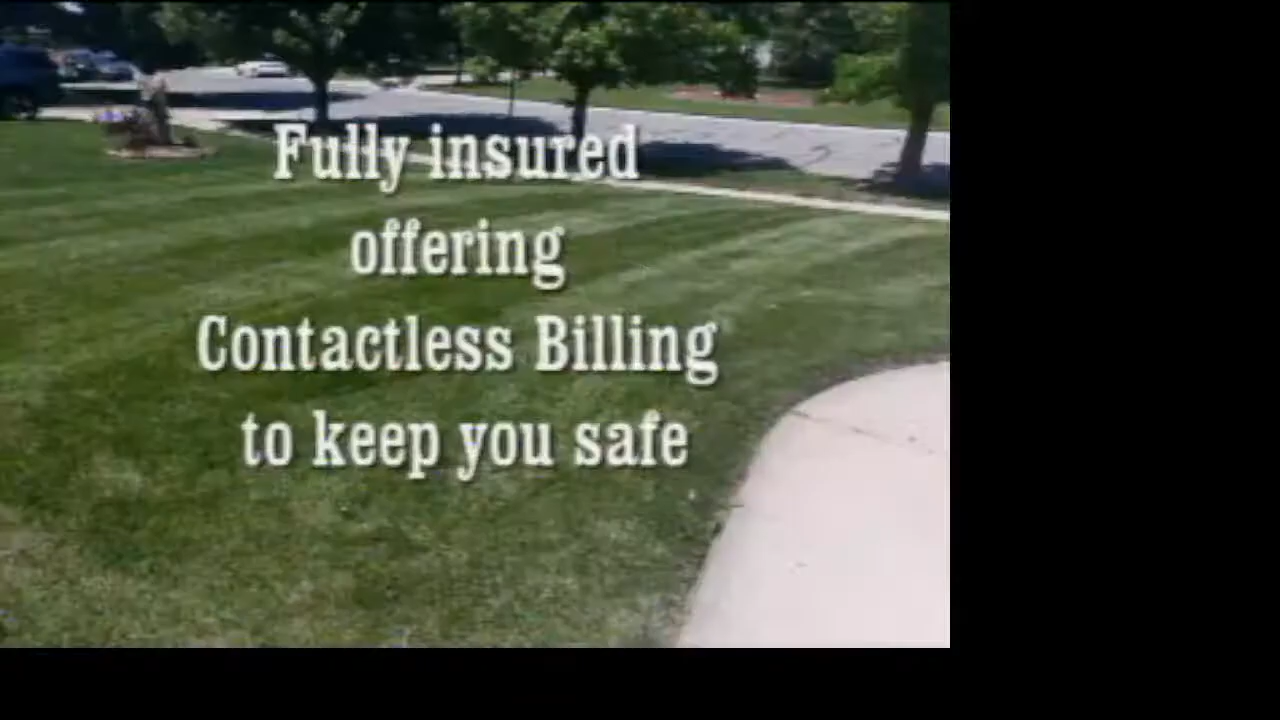 Fully insured
offering
Contactless Billing
to keep you safe